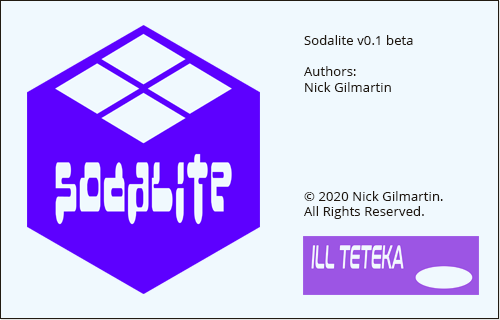 sodalite
Sodalite v0.1 beta
Authors:
Nick Gilmartin
© 2020 Nick Gilmartin.
All Rights Reserved.
ILL TETEKA